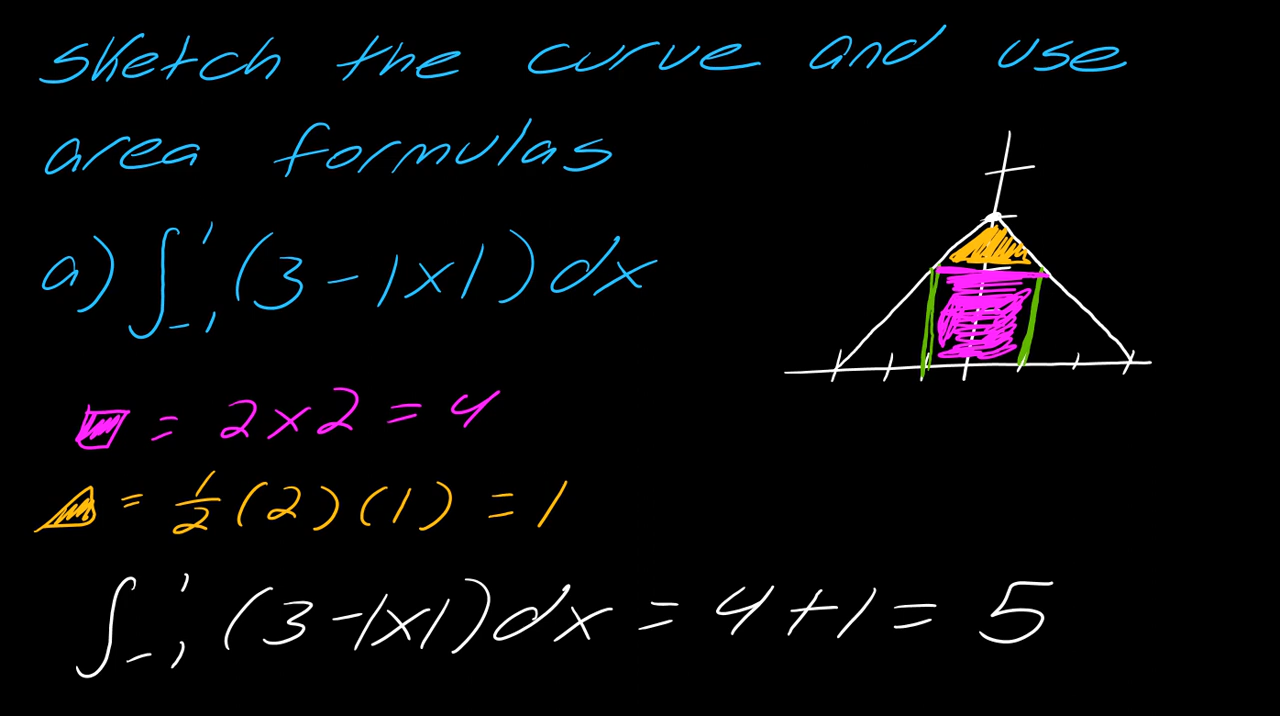 sketch the curve and use
area formulas
a) ∫₋₁¹ (3 - |x|) dx
= 2 x 2 = 4
= 1/2 (2) (1) = 1
∫₋₁¹ (3 - |x|) dx = 4 + 1 = 5